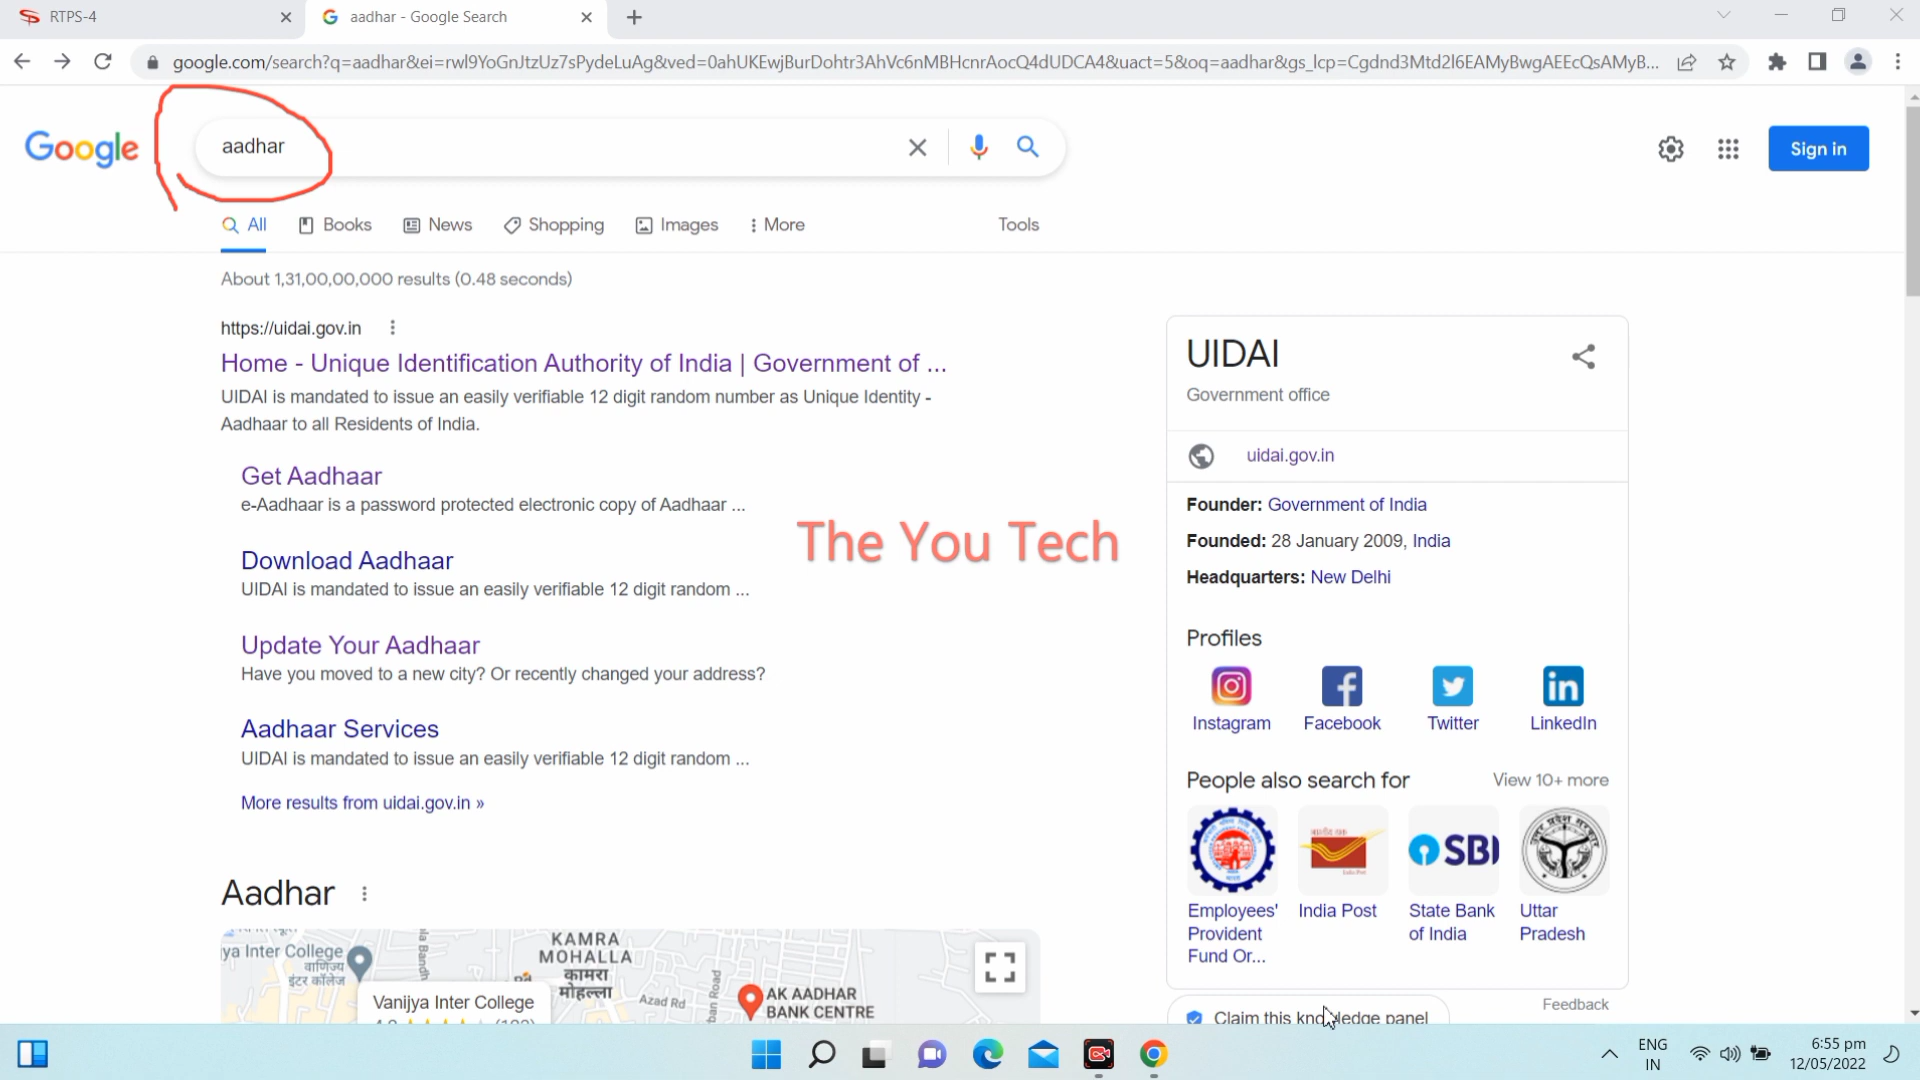 RTPS-4
aadhar - Google Search
google.com/search?q=aadhar&ei=rwl9YoGnJtzUz7sPydeLuAg&ved=0ahUKEwjBurDohtr3AhVc6nMBHcnrAocQ4dUDCA4&uact=5&oq=aadhar&gs_lcp=Cgdnd3Mtd2l6EAMyBwgAEEcQsAMyB...
Google
aadhar
Sign in
All
Books
News
Shopping
Images
More
Tools
About 1,31,00,00,000 results (0.48 seconds)
https://uidai.gov.in
Home - Unique Identification Authority of India | Government of ...
UIDAI is mandated to issue an easily verifiable 12 digit random number as Unique Identity -
Aadhaar to all Residents of India.
Get Aadhaar
e-Aadhaar is a password protected electronic copy of Aadhaar ...
Download Aadhaar
UIDAI is mandated to issue an easily verifiable 12 digit random ...
Update Your Aadhaar
Have you moved to a new city? Or recently changed your address?
Aadhaar Services
UIDAI is mandated to issue an easily verifiable 12 digit random ...
More results from uidai.gov.in »
The You Tech
Aadhar
ya Inter College
वाणिज्य
इंटर कॉलेज
KAMRA
MOHALLA
कामरा
मोहल्ला
Azad Rd
AK AADHAR
BANK CENTRE
Vanijya Inter College
UIDAI
Government office
uidai.gov.in
Founder: Government of India
Founded: 28 January 2009, India
Headquarters: New Delhi
Profiles
Instagram
Facebook
Twitter
LinkedIn
People also search for
View 10+ more
SBI
Employees'
Provident
Fund Or...
India Post
State Bank
of India
Uttar
Pradesh
Feedback
Claim this knowledge panel
ENG
IN
6:55 pm
12/05/2022